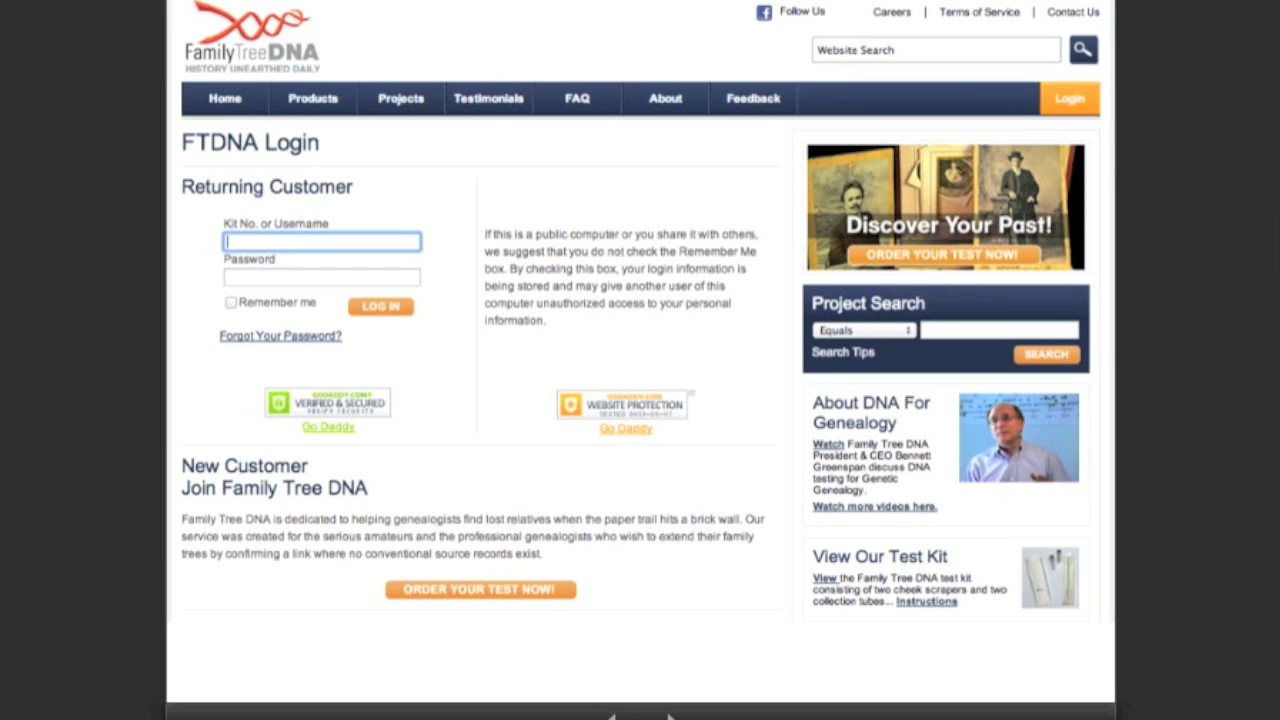 FamilyTreeDNA
HISTORY UNEARTHED DAILY
Follow Us
Careers | Terms of Service | Contact Us
Website Search
Home
Products
Projects
Testimonials
FAQ
About
Feedback
Login
FTDNA Login
Returning Customer
Kit No. or Username
Password
Remember me
LOG IN
Forgot Your Password?
If this is a public computer or you share it with others,
we suggest that you do not check the Remember Me
box. By checking this box, your login information is
being stored and may give another user of this
computer unauthorized access to your personal
information.
GODADDY.COM
VERIFIED & SECURED
VERIFY SECURITY
Go Daddy
GODADDY.COM
WEBSITE PROTECTION
Go Daddy
New Customer
Join Family Tree DNA
Family Tree DNA is dedicated to helping genealogists find lost relatives when the paper trail hits a brick wall. Our
service was created for the serious amateurs and the professional genealogists who wish to extend their family
trees by confirming a link where no conventional source records exist.
ORDER YOUR TEST NOW!
Discover Your Past!
ORDER YOUR TEST NOW!
Project Search
Equals
Search Tips
SEARCH
About DNA For
Genealogy
Watch Family Tree DNA
President & CEO Bennett
Greenspan discuss DNA
testing for Genetic
Genealogy.
Watch more videos here.
View Our Test Kit
View the Family Tree DNA test kit
consisting of two cheek scrapers and two
collection tubes... Instructions